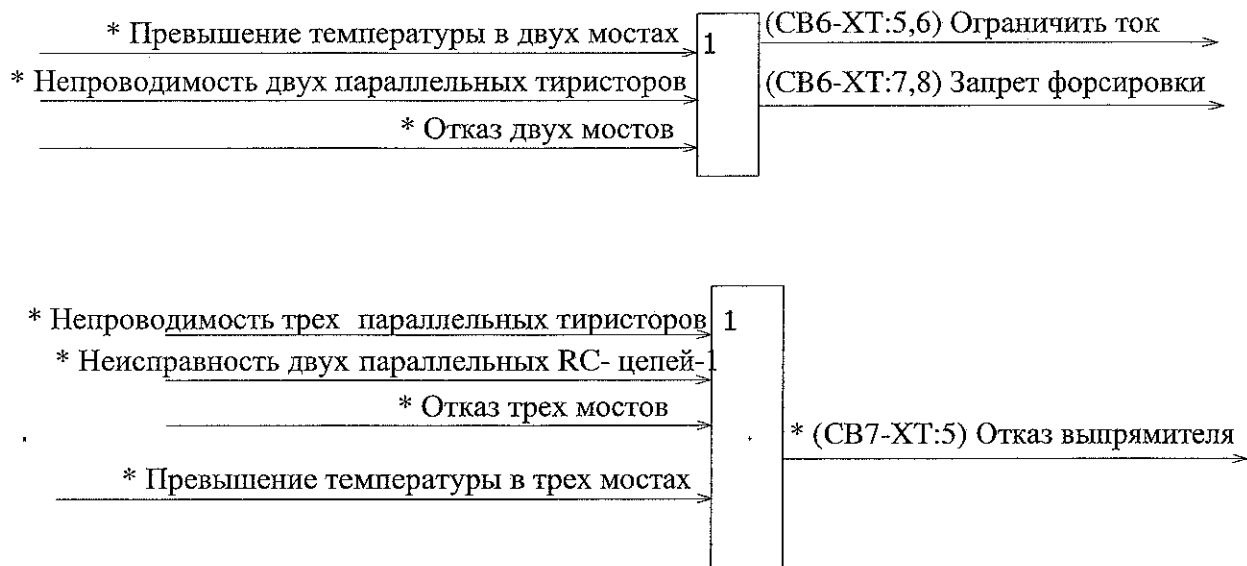 * Превышение температуры в двух мостах
1
(СВ6-ХТ:5,6) Ограничить ток
* Непроводимость двух параллельных тиристоров
(СВ6-ХТ:7,8) Запрет форсировки
* Отказ двух мостов
* Непроводимость трех параллельных тиристоров
1
* Неисправность двух параллельных RC- цепей-1
* Отказ трех мостов
* (СВ7-ХТ:5) Отказ выпрямителя
* Превышение температуры в трех мостах